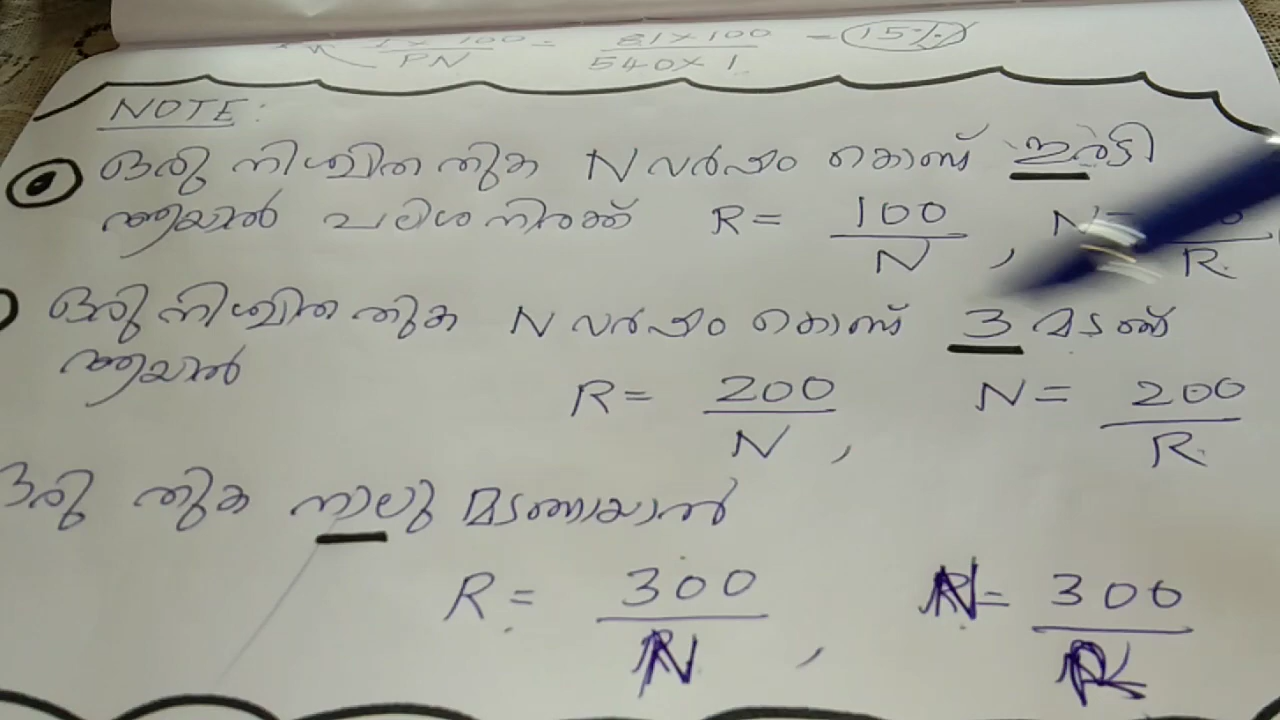 1 × 100 / PN = 81 × 100 / 540 × 1 = 15%
NOTE:
ഒരു നിശ്ചിത തുക N വർഷം കൊണ്ട് ഇരട്ടി
ആയാൽ പലിശ നിരക്ക് R = 100 / N , N = / R
ഒരു നിശ്ചിത തുക N വർഷം കൊണ്ട് 3 മടങ്ങ്
ആയാൽ
R = 200 / N , N = 200 / R
ഒരു തുക നാലു മടങ്ങായാൽ
R = 300 / N , N = 300 / R